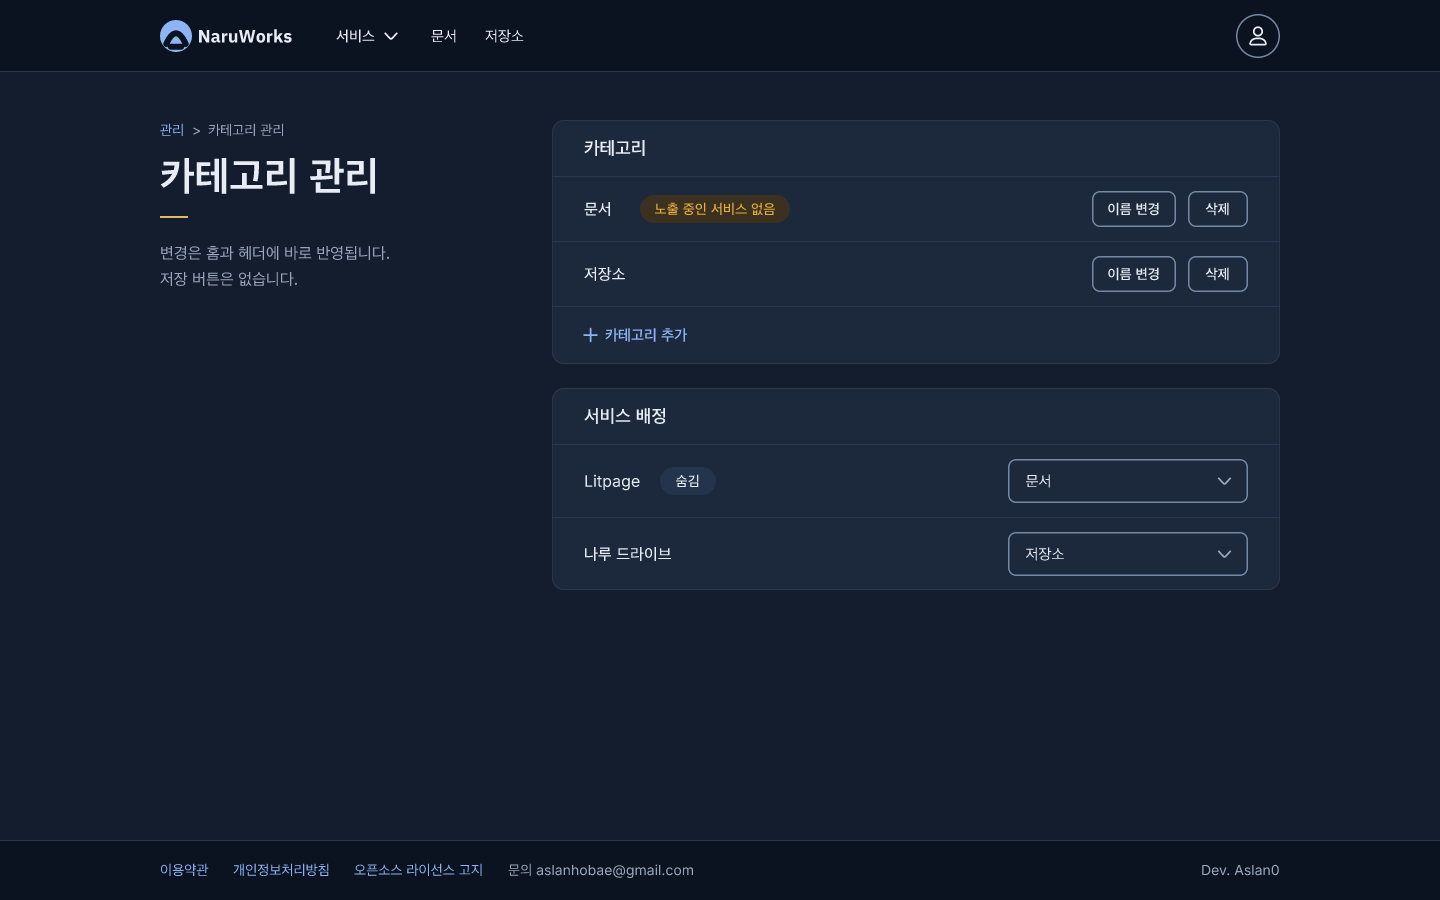 NaruWorks 서비스 문서 저장소
관리 > 카테고리 관리
카테고리 관리
변경은 홈과 헤더에 바로 반영됩니다.
저장 버튼은 없습니다.
카테고리
문서 노출 중인 서비스 없음 이름 변경 삭제
저장소 이름 변경 삭제
카테고리 추가
서비스 배정
Litpage 숨김 문서
나루 드라이브 저장소
이용약관 개인정보처리방침 오픈소스 라이선스 고지 문의 aslanhobae@gmail.com Dev. Aslan0